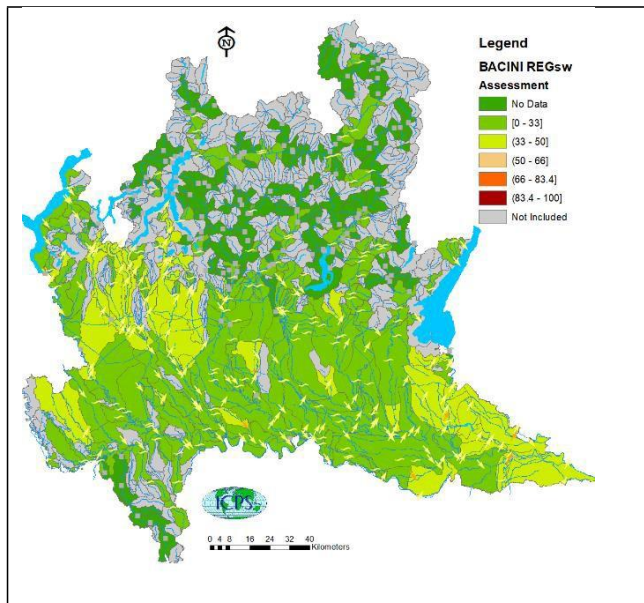 N
Legend
BACINI REGsw
Assessment
No Data
[0 - 33]
(33 - 50]
(50 - 66]
(66 - 83.4]
(83.4 - 100]
Not Included
ICPS
0 4 8 16 24 32 40
Kilometers